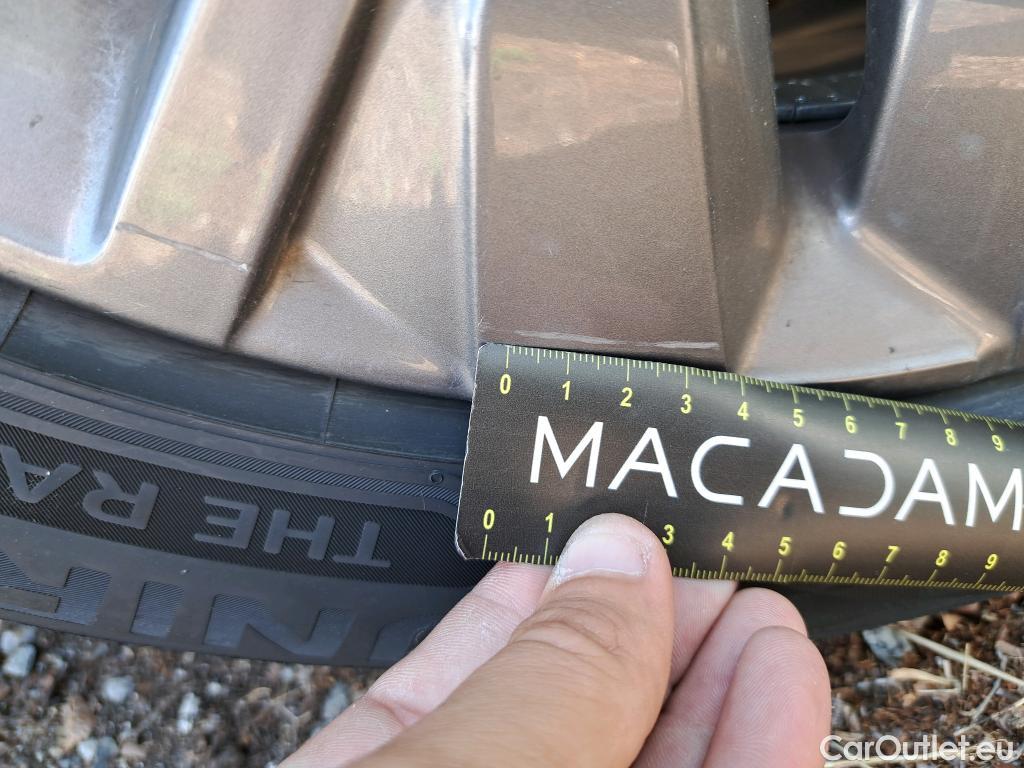 0 1 2 3 4 5 6 7 8 9
MACADAM
0 1 3 4 5 6 7 8 9
THE RA
CarOutlet.eu